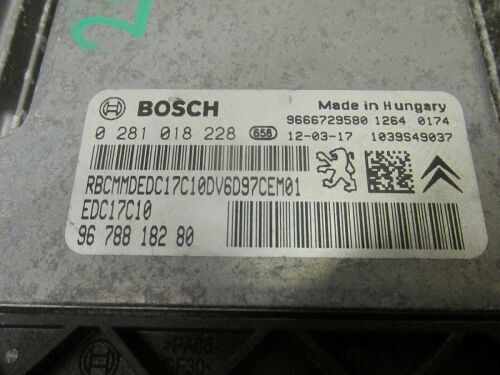 BOSCH
Made in Hungary
0 281 018 228 658
9666729580 1264 0174
12-03-17 1039S49037
RBCMMDEDC17C10DV6D97CEM01
EDC17C10
96 788 182 80